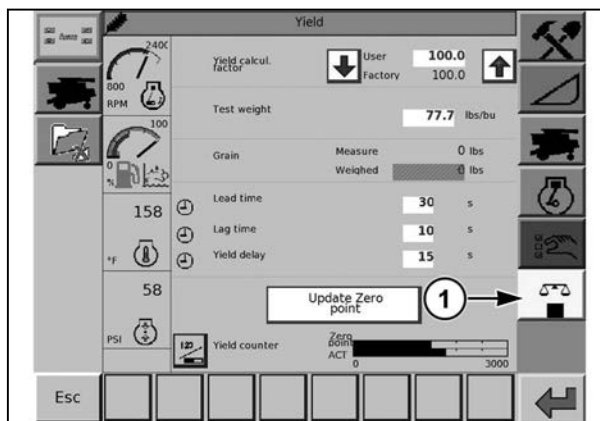 Yield
2400
800
RPM
Yield calcul.
factor
User
100.0
Factory
100.0
Test weight
77.7 lbs/bu
100
0
%
Grain
Measure
0 lbs
Weighed
0 lbs
158
°F
Lead time
30 s
Lag time
10 s
Yield delay
15 s
58
PSI
Update Zero
point
1
123
Yield counter
Zero
point
ACT
0
3000
Esc